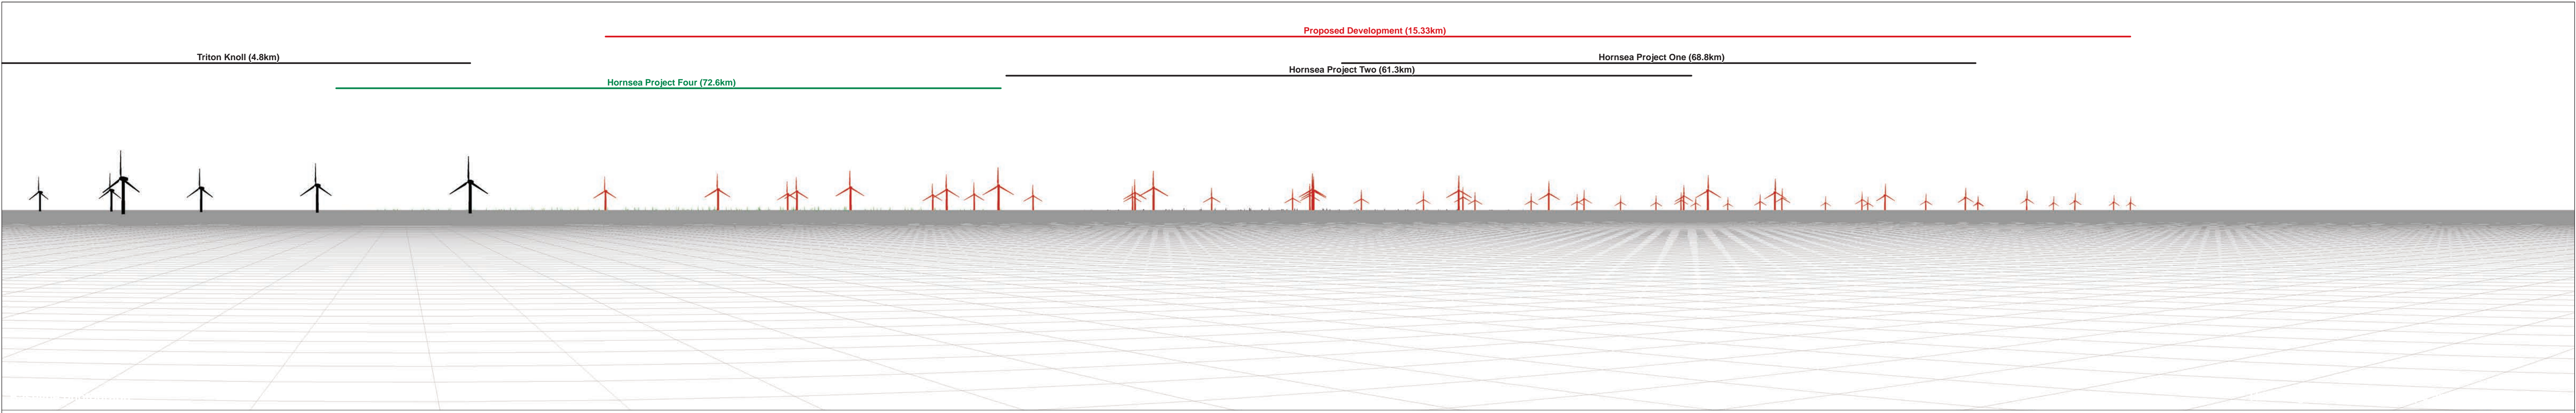 Proposed Development (15.33km)
Triton Knoll (4.8km)
Hornsea Project One (68.8km)
Hornsea Project Two (61.3km)
Hornsea Project Four (72.6km)